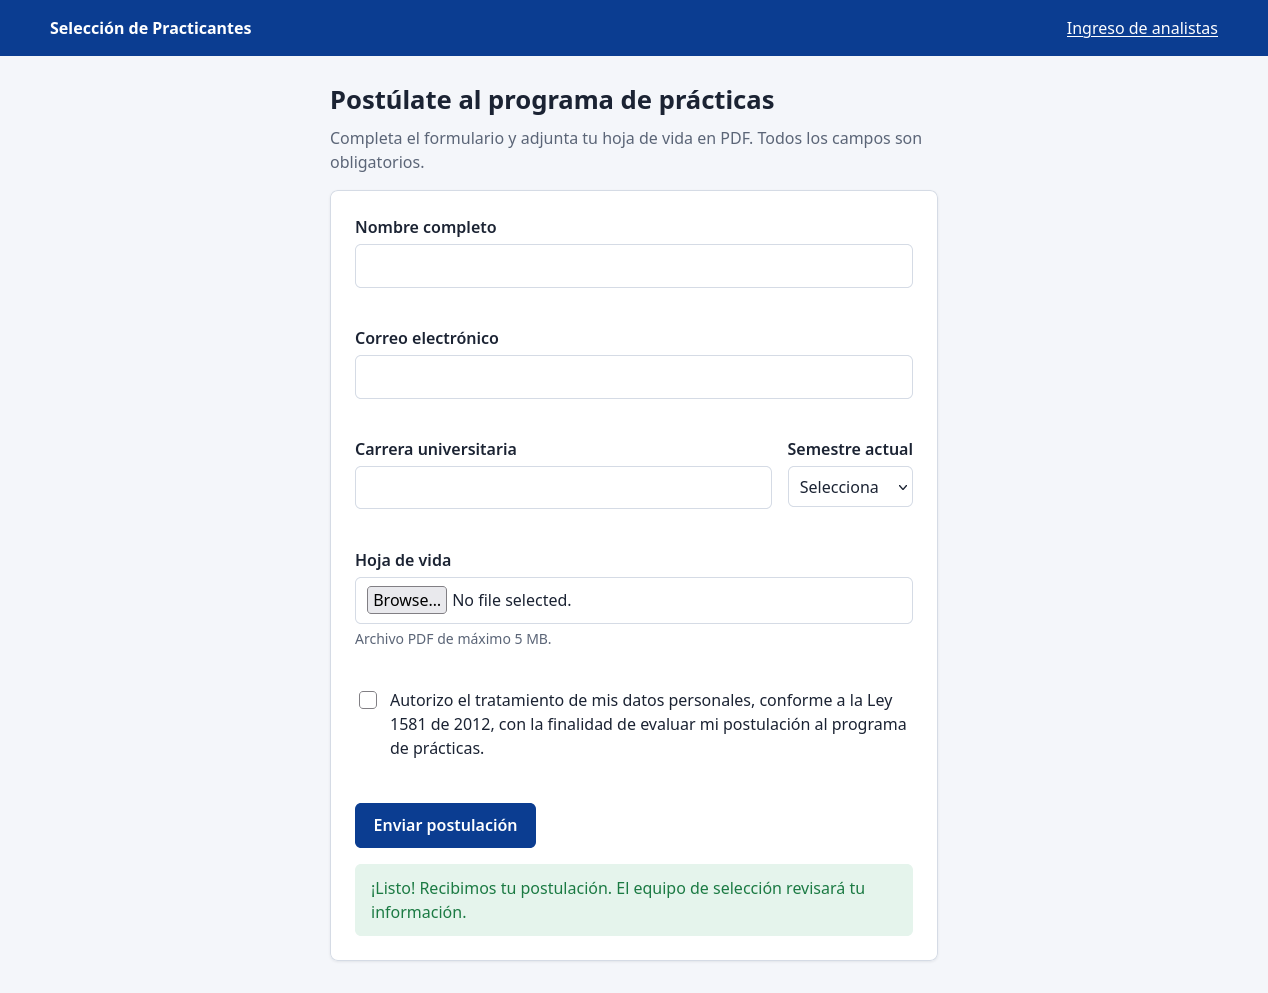 Selección de Practicantes
Ingreso de analistas
Postúlate al programa de prácticas
Completa el formulario y adjunta tu hoja de vida en PDF. Todos los campos son
obligatorios.
Nombre completo
Correo electrónico
Carrera universitaria
Semestre actual
Selecciona
Hoja de vida
Browse... No file selected.
Archivo PDF de máximo 5 MB.
Autorizo el tratamiento de mis datos personales, conforme a la Ley
1581 de 2012, con la finalidad de evaluar mi postulación al programa
de prácticas.
Enviar postulación
¡Listo! Recibimos tu postulación. El equipo de selección revisará tu
información.